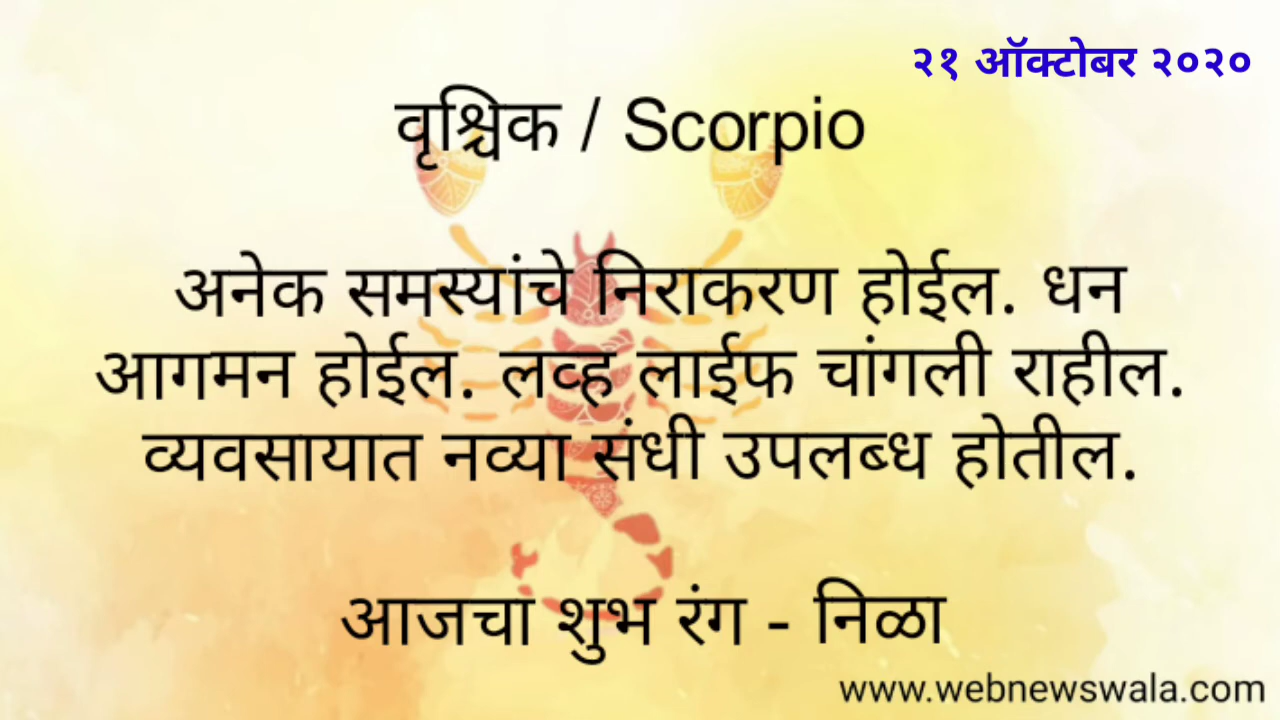 २१ ऑक्टोबर २०२०
वृश्चिक / Scorpio
अनेक समस्यांचे निराकरण होईल. धन
आगमन होईल. लव्ह लाईफ चांगली राहील.
व्यवसायात नव्या संधी उपलब्ध होतील.
आजचा शुभ रंग - निळा
www.webnewswala.com